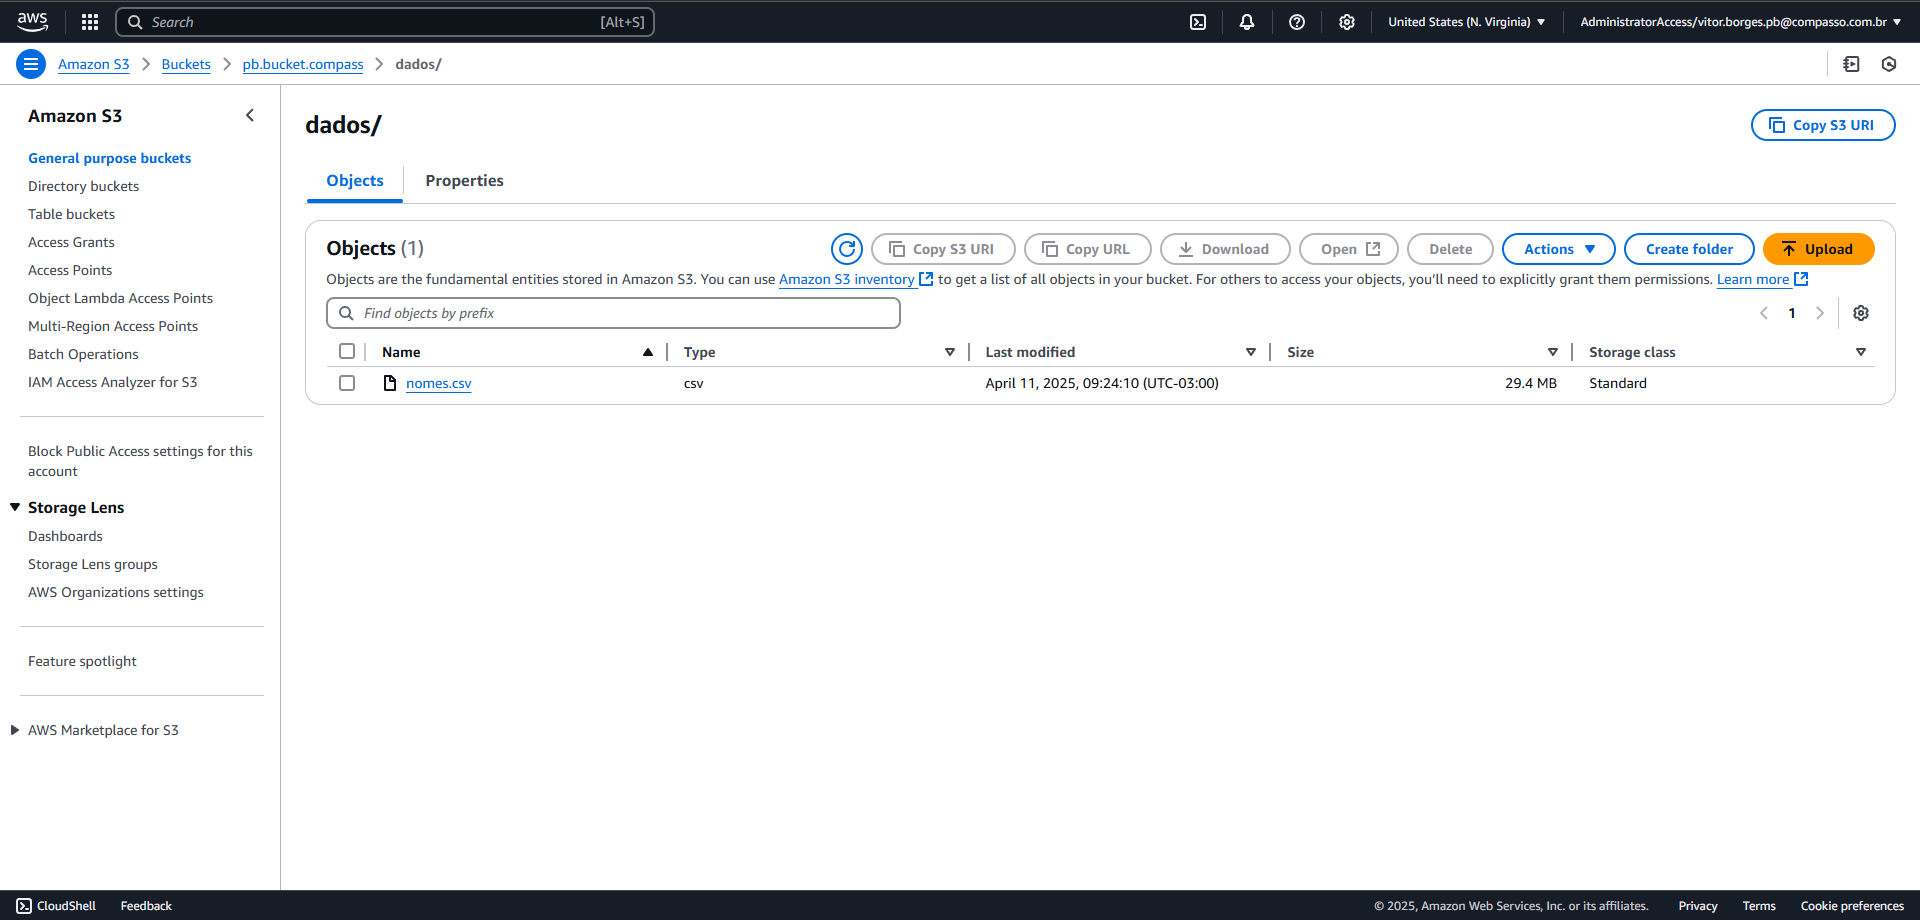 aws
Search [Alt+S]
United States (N. Virginia)
AdministratorAccess/vitor.borges.pb@compasso.com.br
Amazon S3
Buckets
pb.bucket.compass
dados/
Amazon S3
General purpose buckets
Directory buckets
Table buckets
Access Grants
Access Points
Object Lambda Access Points
Multi-Region Access Points
Batch Operations
IAM Access Analyzer for S3
Block Public Access settings for this
account
Storage Lens
Dashboards
Storage Lens groups
AWS Organizations settings
Feature spotlight
AWS Marketplace for S3
dados/
Copy S3 URI
Objects
Properties
Objects (1)
Copy S3 URI
Copy URL
Download
Open
Delete
Actions
Create folder
Upload
Objects are the fundamental entities stored in Amazon S3. You can use Amazon S3 inventory to get a list of all objects in your bucket. For others to access your objects, you'll need to explicitly grant them permissions. Learn more
Find objects by prefix
1
Name Type Last modified Size Storage class
nomes.csv csv April 11, 2025, 09:24:10 (UTC-03:00) 29.4 MB Standard
CloudShell
Feedback
© 2025, Amazon Web Services, Inc. or its affiliates.
Privacy
Terms
Cookie preferences